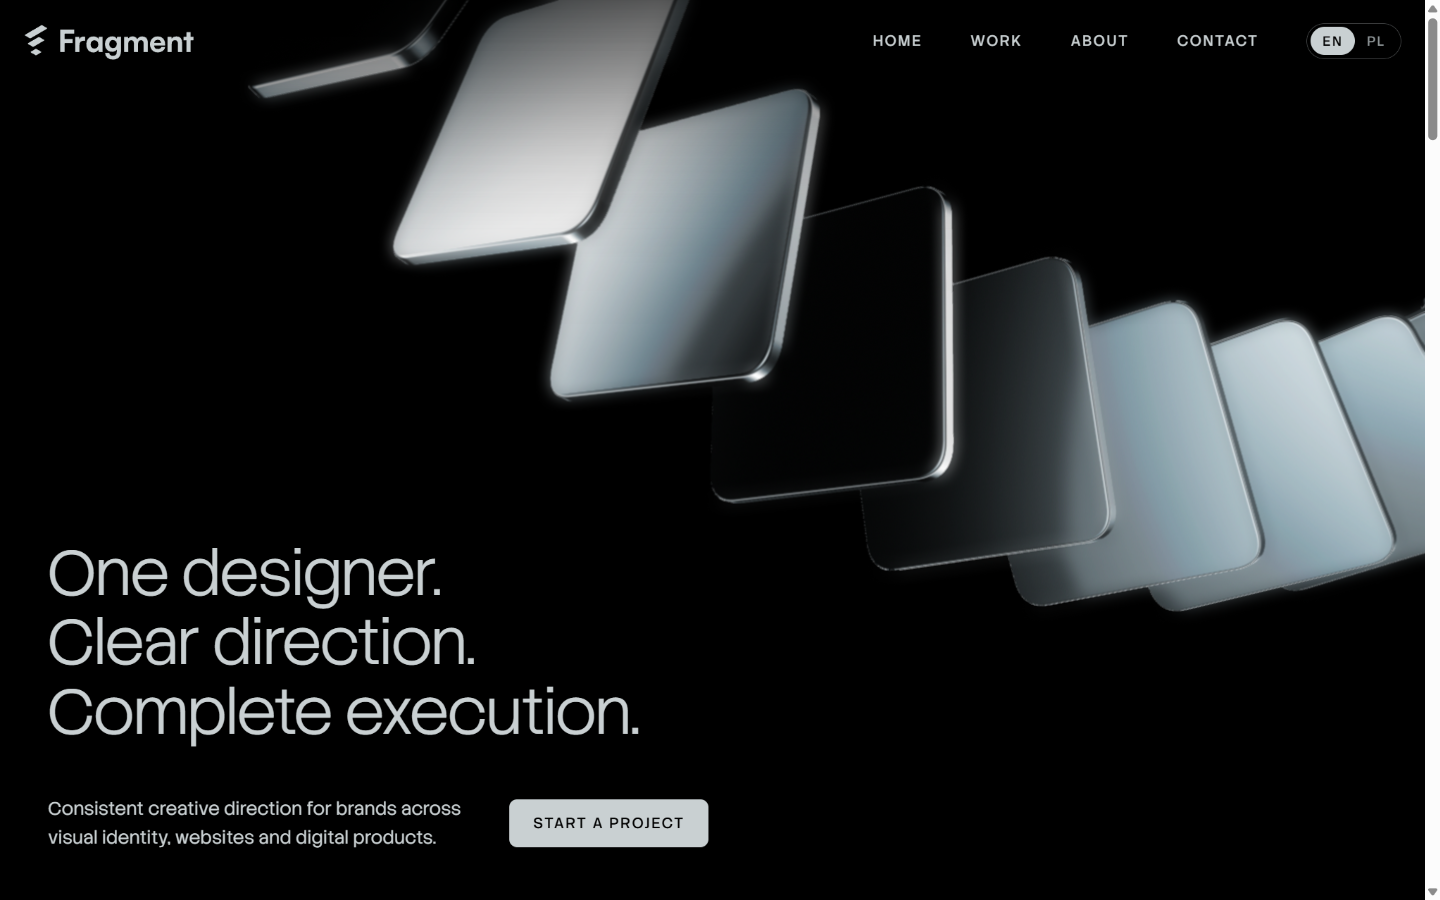 Fragment
HOME
WORK
ABOUT
CONTACT
EN
PL
One designer.
Clear direction.
Complete execution.
Consistent creative direction for brands across
visual identity, websites and digital products.
START A PROJECT